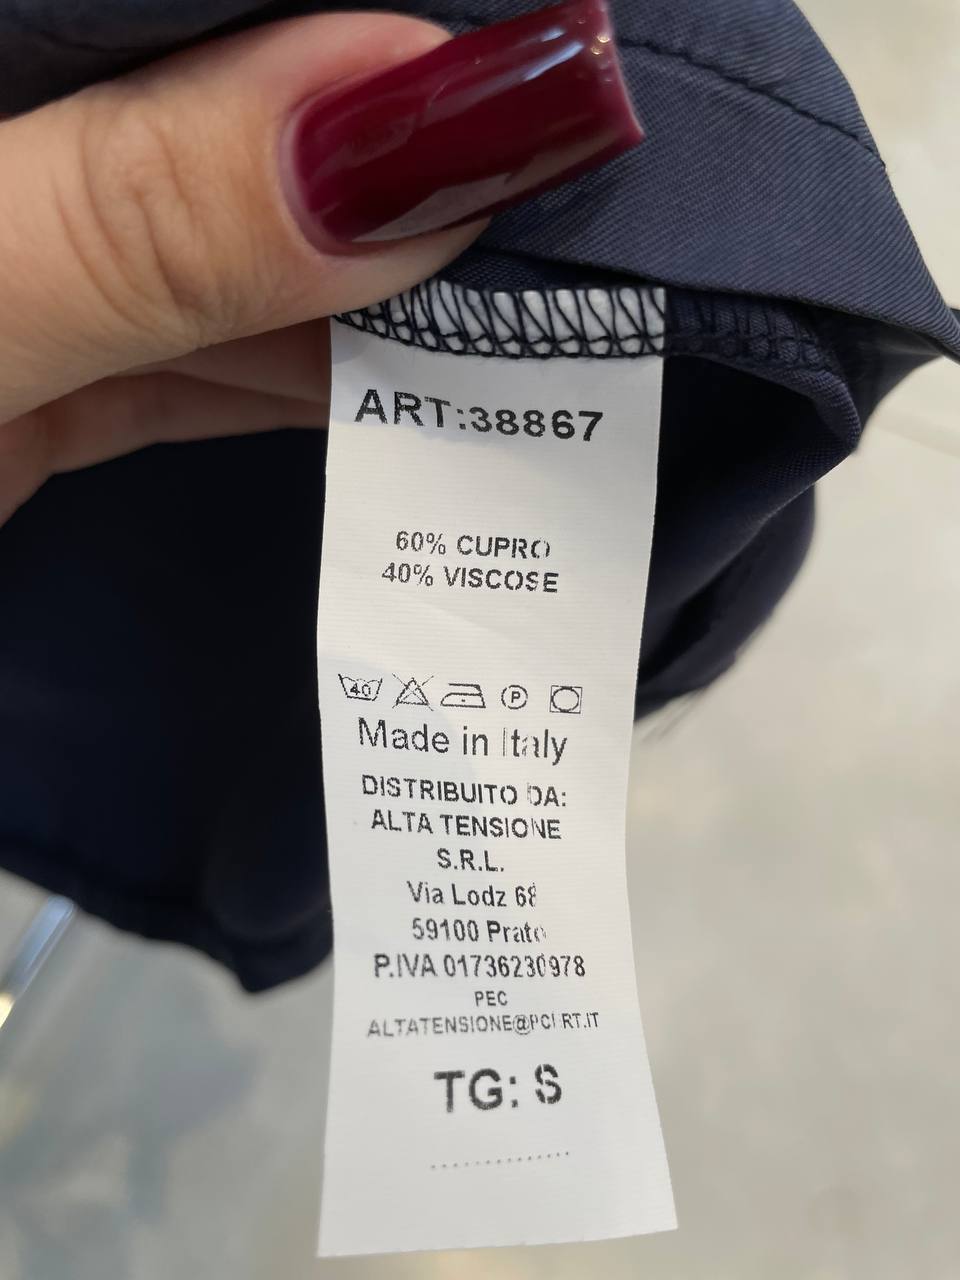 ART:38867
60% CUPRO
40% VISCOSE
40 P
Made in Italy
DISTRIBUITO DA:
ALTA TENSIONE
S.R.L.
Via Lodz 68
59100 Prato
P.IVA 01736230978
PEC
TG: S